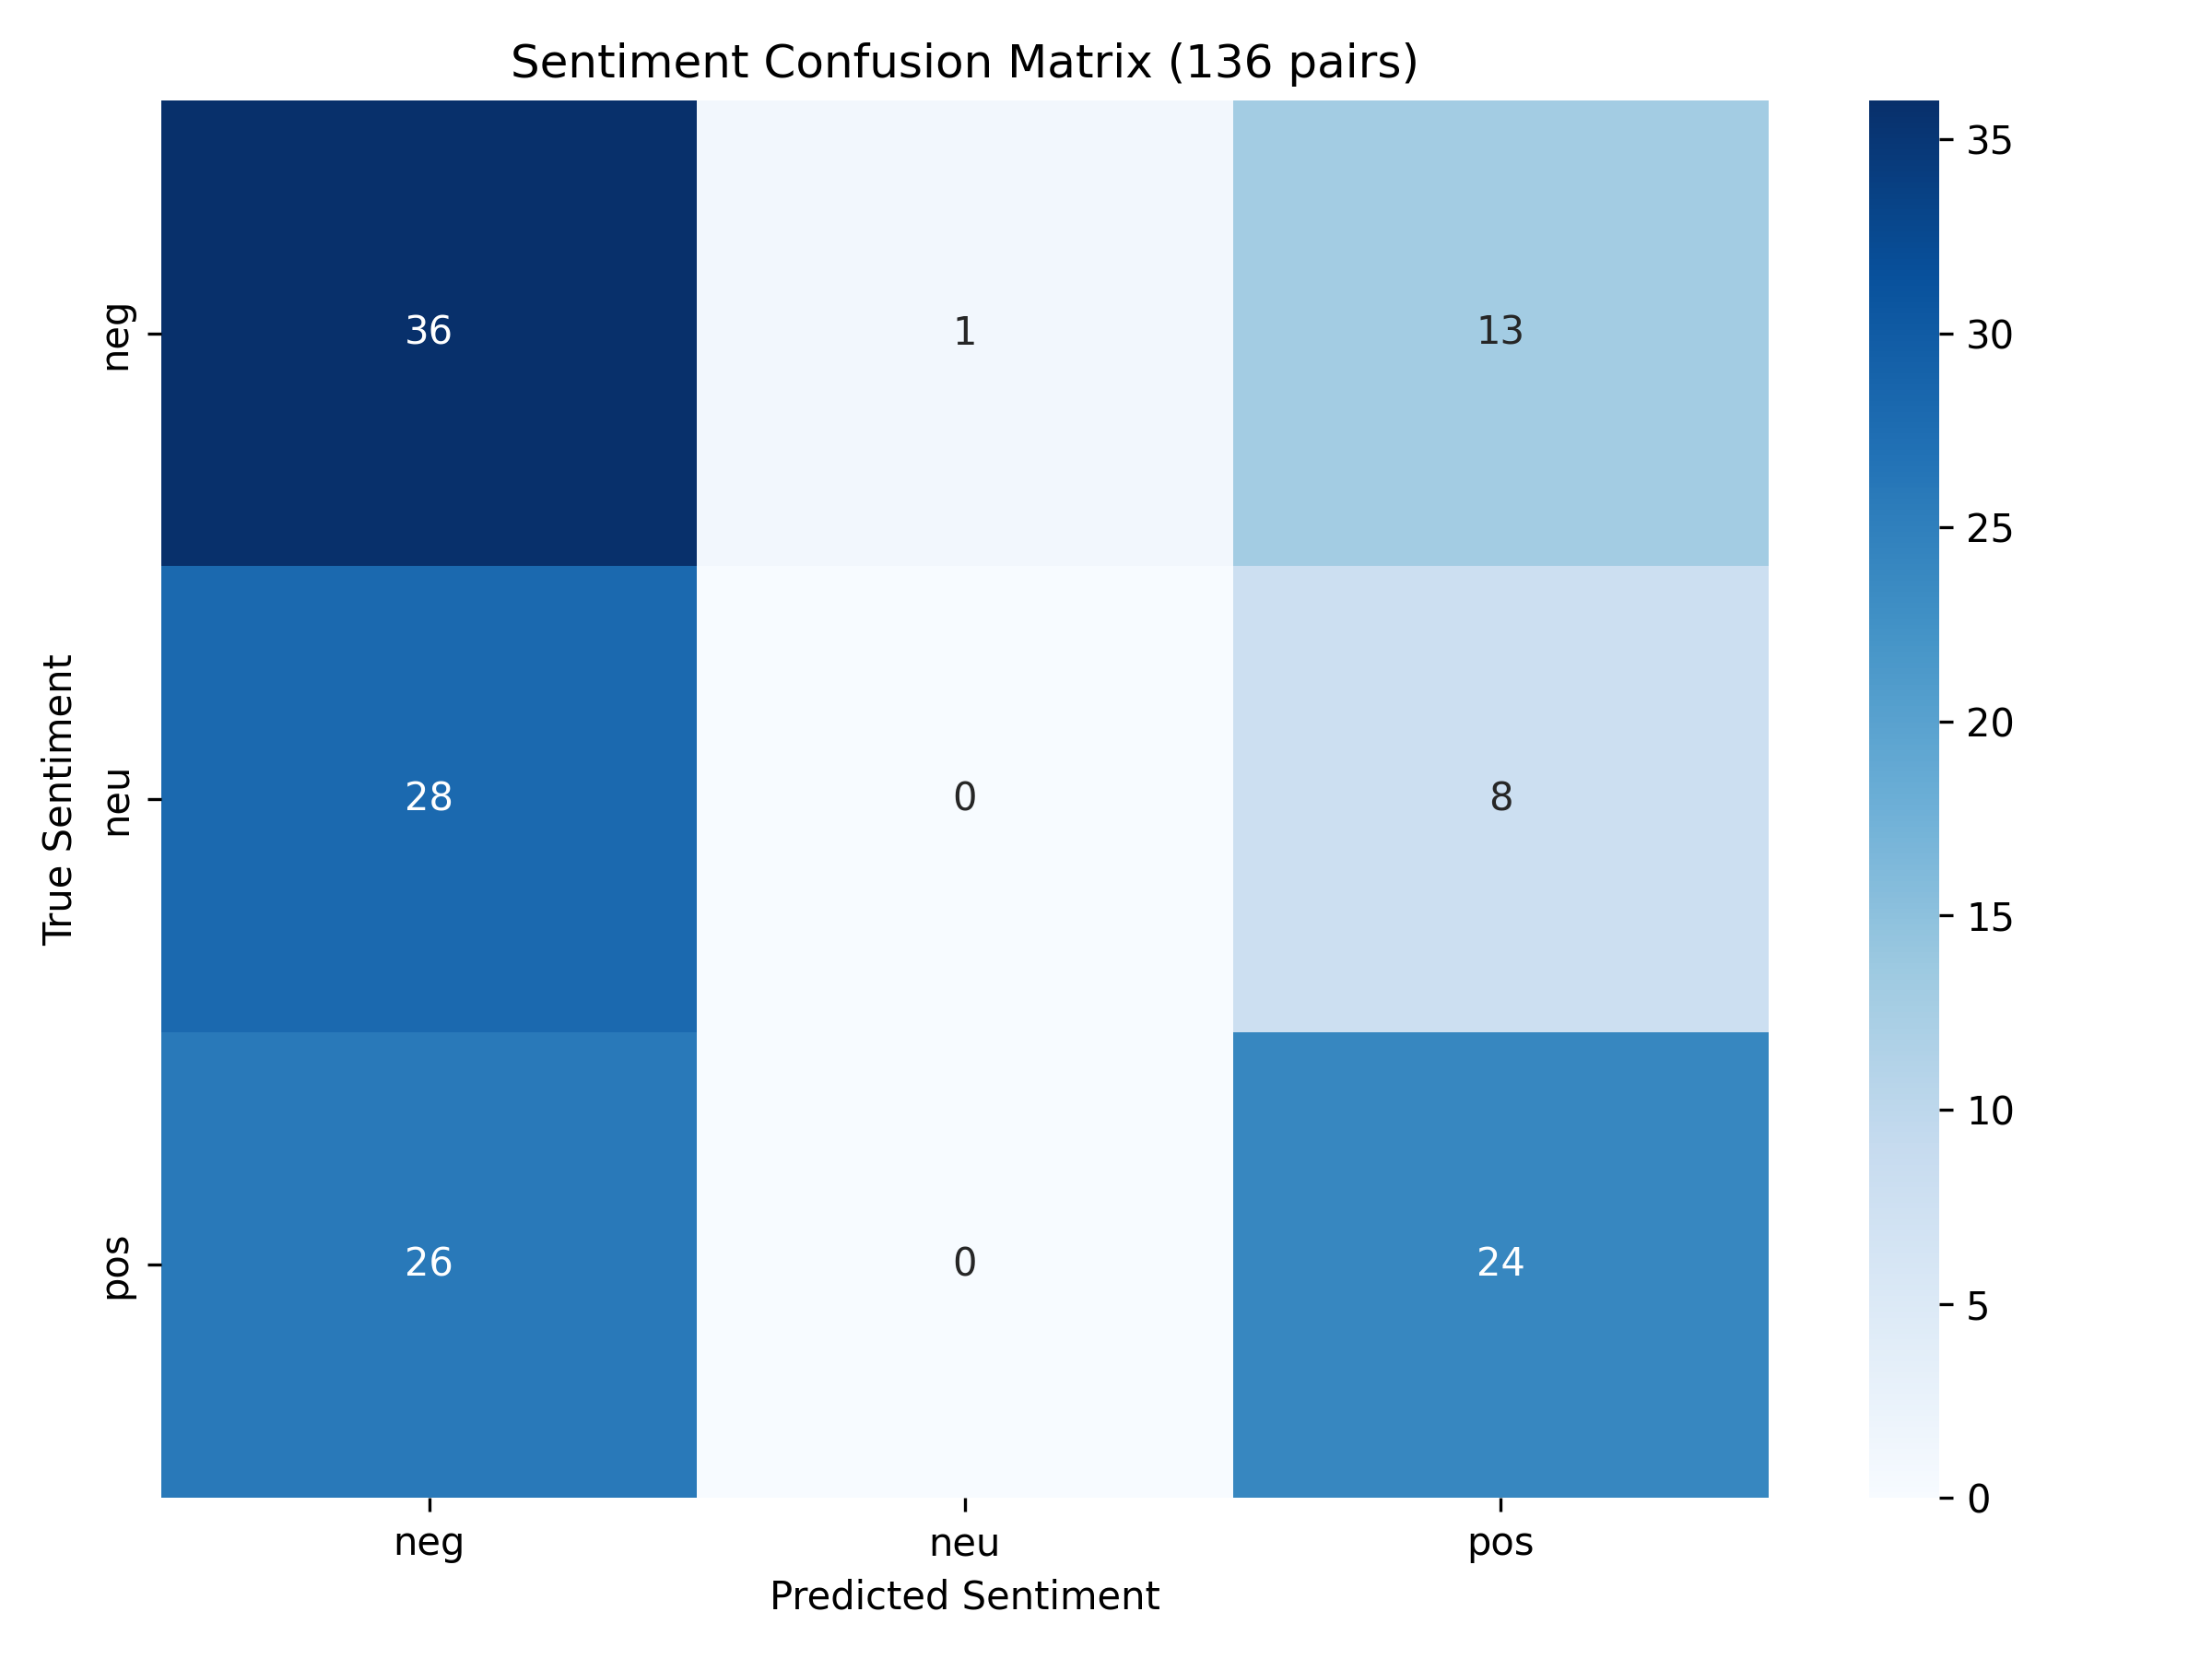 Sentiment Confusion Matrix (136 pairs)
True Sentiment
neg
36
1
13
neu
28
0
8
pos
26
0
24
neg
neu
pos
Predicted Sentiment
35
30
25
20
15
10
5
0